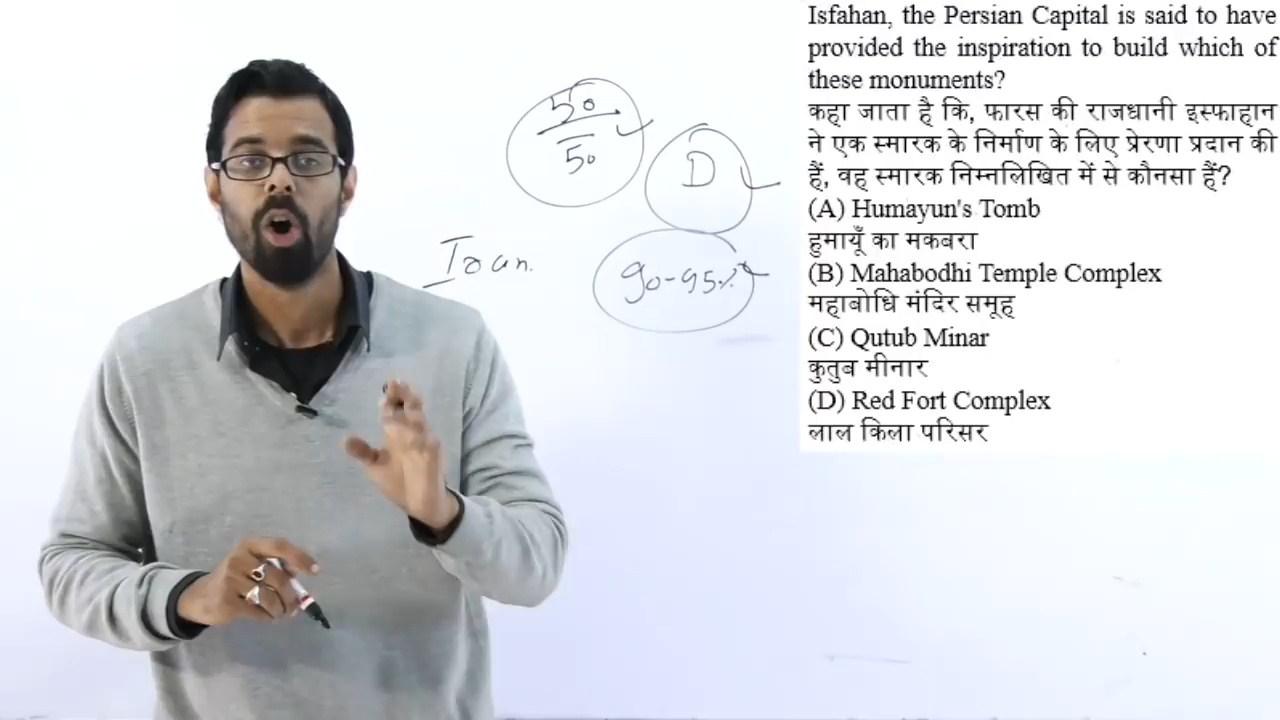 Isfahan, the Persian Capital is said to have
provided the inspiration to build which of
these monuments?
कहा जाता है कि, फारस की राजधानी इस्फाहान
ने एक स्मारक के निर्माण के लिए प्रेरणा प्रदान की
हैं, वह स्मारक निम्नलिखित में से कौनसा हैं?
(A) Humayun's Tomb
हुमायूँ का मकबरा
(B) Mahabodhi Temple Complex
महाबोधि मंदिर समूह
(C) Qutub Minar
कुतुब मीनार
(D) Red Fort Complex
लाल किला परिसर
50
50
D
Iran.
90-95%